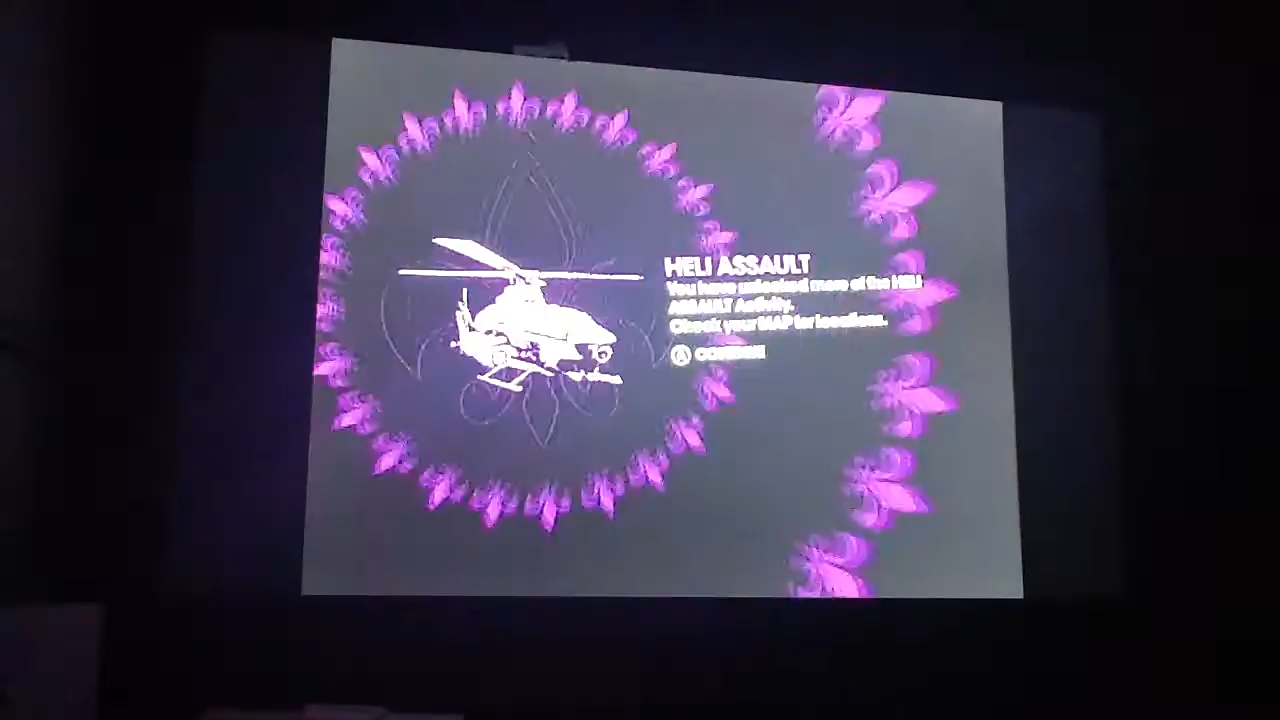 HELI ASSAULT
You have unlocked more of the HELI
ASSAULT Activity.
Check your MAP for locations.
A CONTINUE